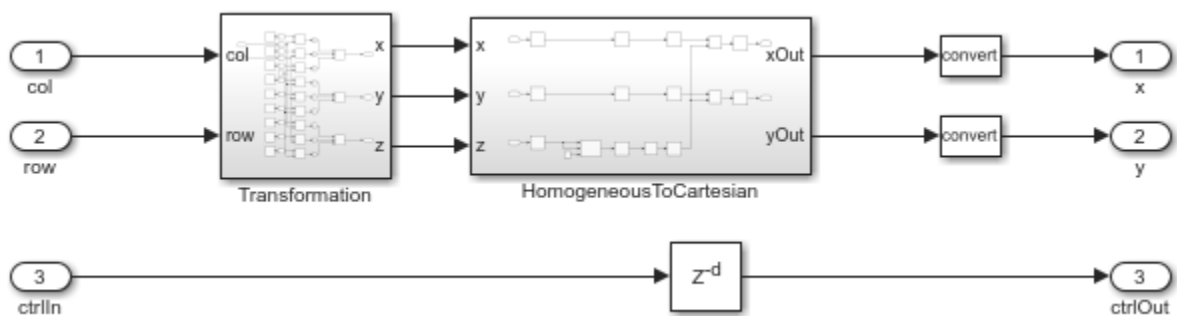 1
col
2
row
col
row
x
y
z
Transformation
x
y
z
xOut
yOut
HomogeneousToCartesian
convert
convert
1
x
2
y
3
ctrlIn
Z-d
3
ctrlOut